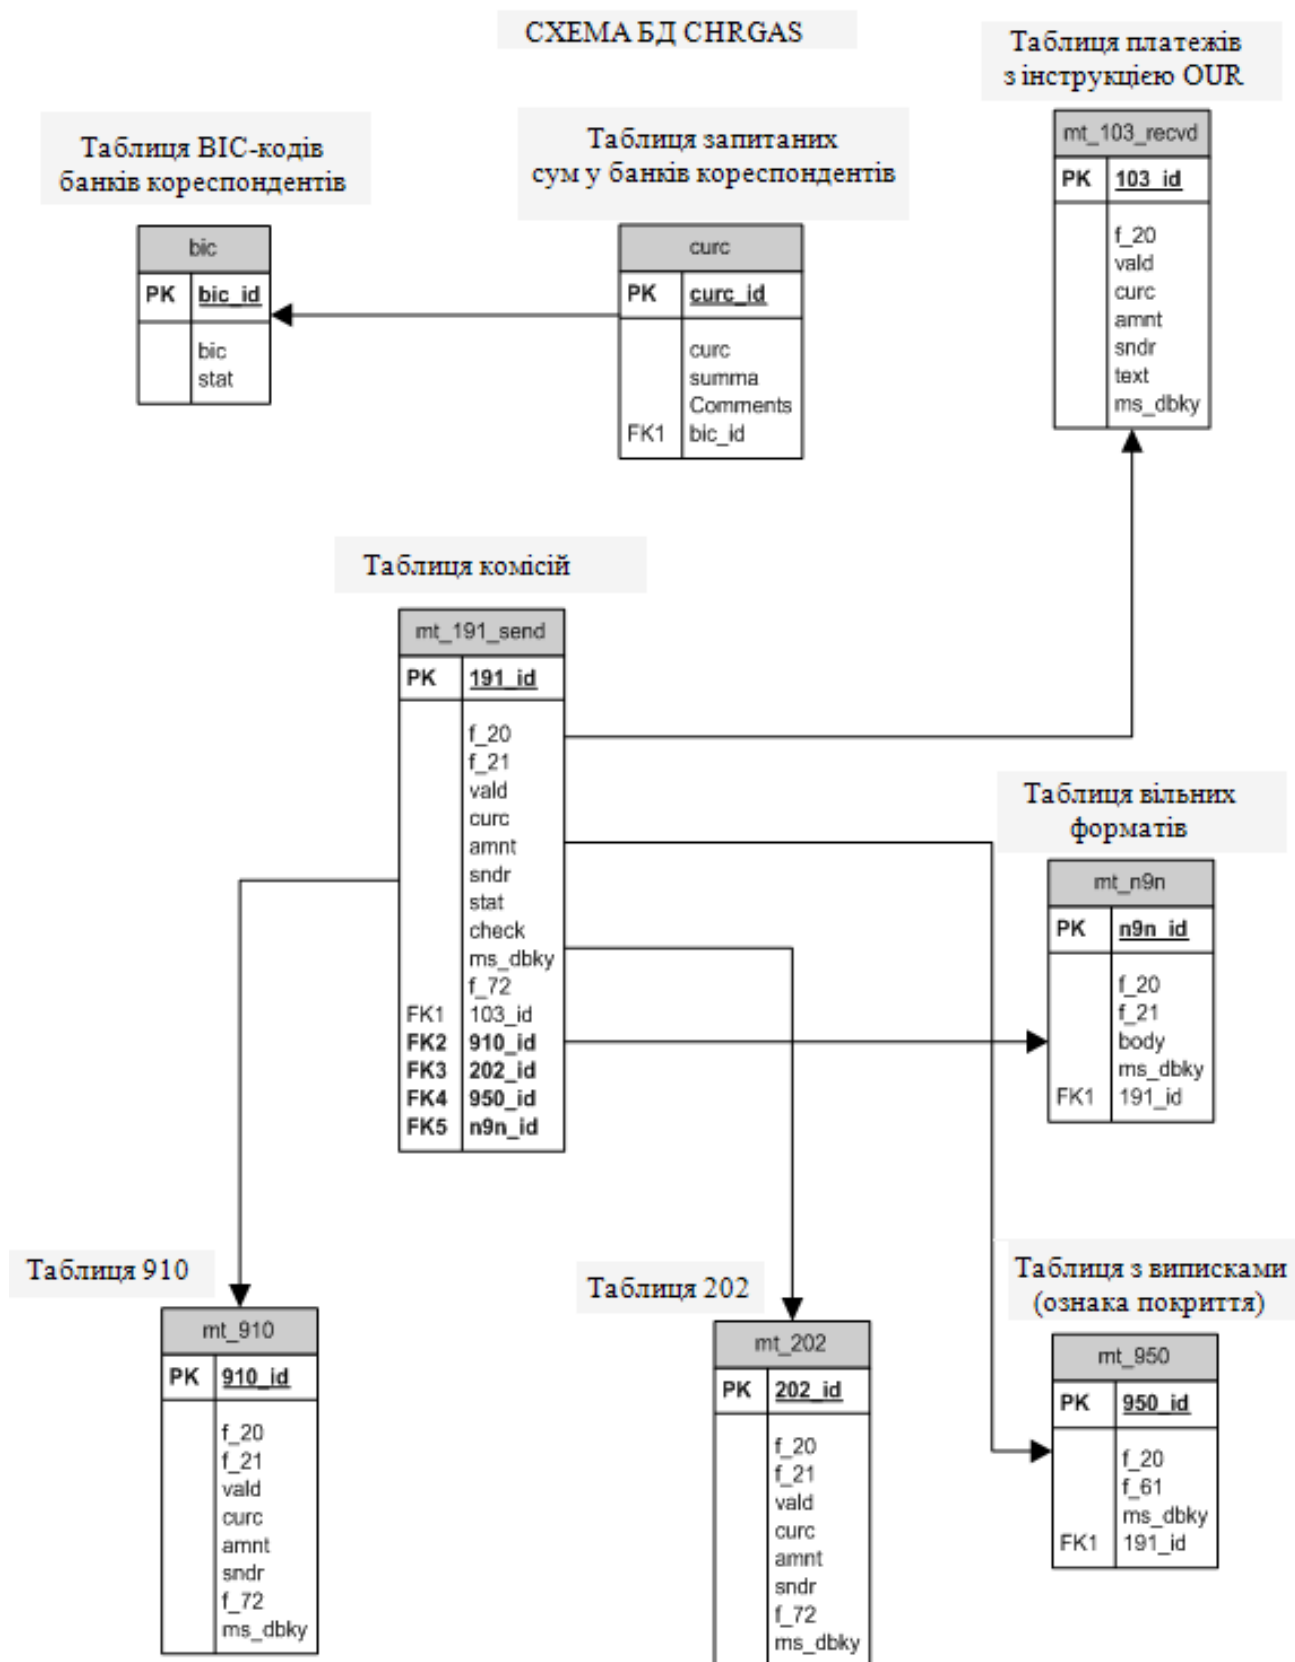 СХЕМА БД CHRGAS
Таблиця платежів
з інструкцією OUR
mt_103_recvd
PK 103_id
f_20
vald
curc
amnt
sndr
text
ms_dbky
Таблиця BIC-кодів
банків кореспондентів
bic
PK bic_id
bic
stat
Таблиця запитаних
сум у банків кореспондентів
curc
PK curc_id
curc
summa
Comments
FK1 bic_id
Таблиця комісій
mt_191_send
PK 191_id
f_20
f_21
vald
curc
amnt
sndr
stat
check
ms_dbky
f_72
FK1 103_id
FK2 910_id
FK3 202_id
FK4 950_id
FK5 n9n_id
Таблиця вільних
форматів
mt_n9n
PK n9n_id
f_20
f_21
body
ms_dbky
FK1 191_id
Таблиця 910
mt_910
PK 910_id
f_20
f_21
vald
curc
amnt
sndr
f_72
ms_dbky
Таблиця 202
mt_202
PK 202_id
f_20
f_21
vald
curc
amnt
sndr
f_72
ms_dbky
Таблиця з виписками
(ознака покриття)
mt_950
PK 950_id
f_20
f_61
ms_dbky
FK1 191_id